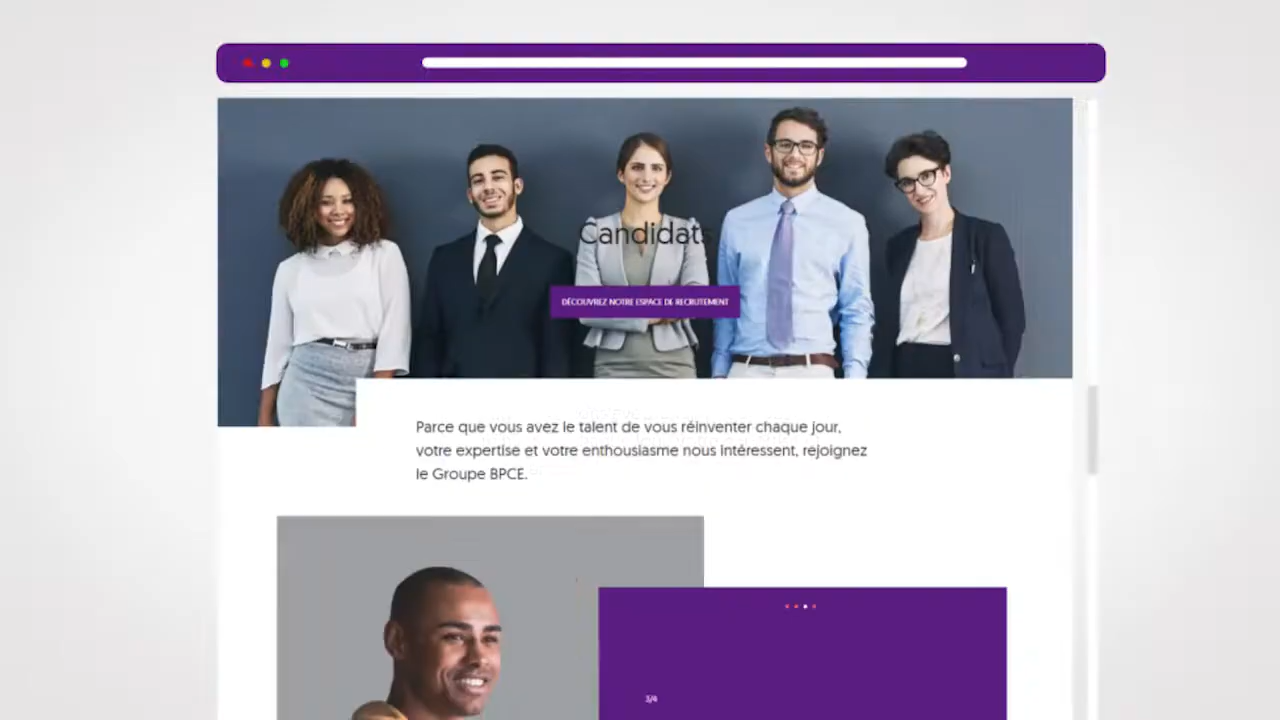 Candidats
DÉCOUVREZ NOTRE ESPACE DE RECRUTEMENT
Parce que vous avez le talent de vous réinventer chaque jour,
votre expertise et votre enthousiasme nous intéressent, rejoignez
le Groupe BPCE.
3/4